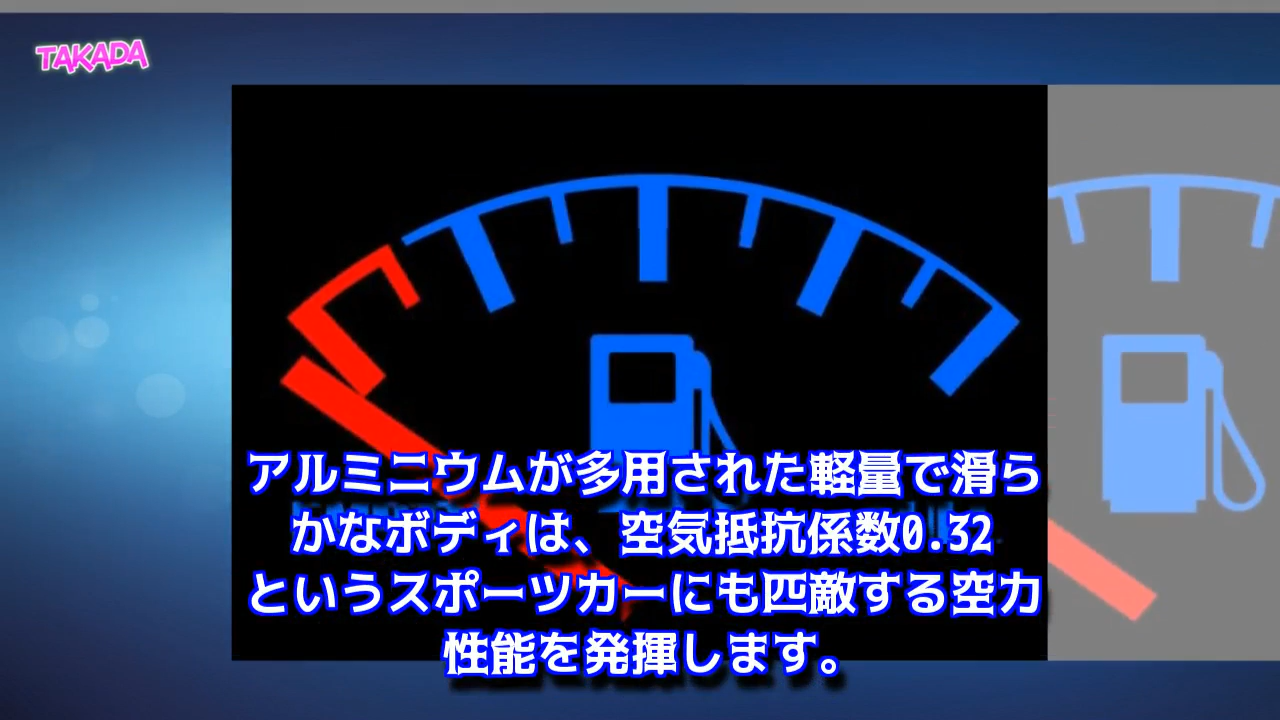 TAKADA
アルミニウムが多用された軽量で滑ら
かなボディは、空気抵抗係数0.32
というスポーツカーにも匹敵する空力
性能を発揮します。